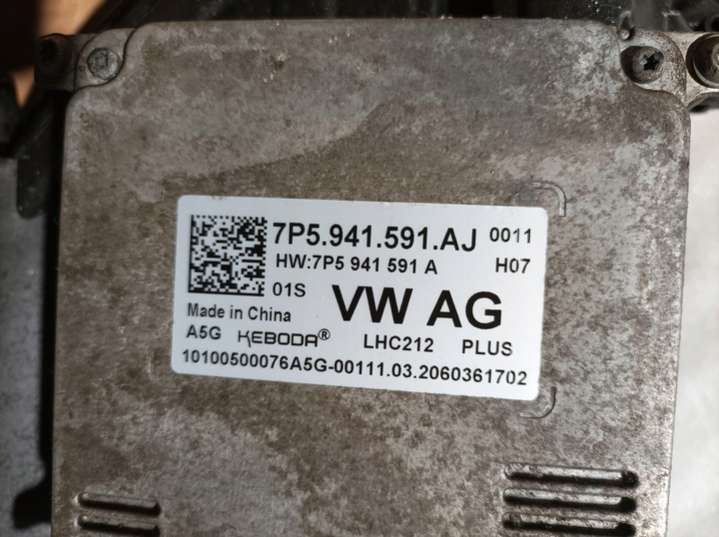 7P5.941.591.AJ 0011
HW:7P5 941 591 A H07
01S VW AG
Made in China
A5G KEBODA® LHC212 PLUS
10100500076A5G-00111.03.2060361702